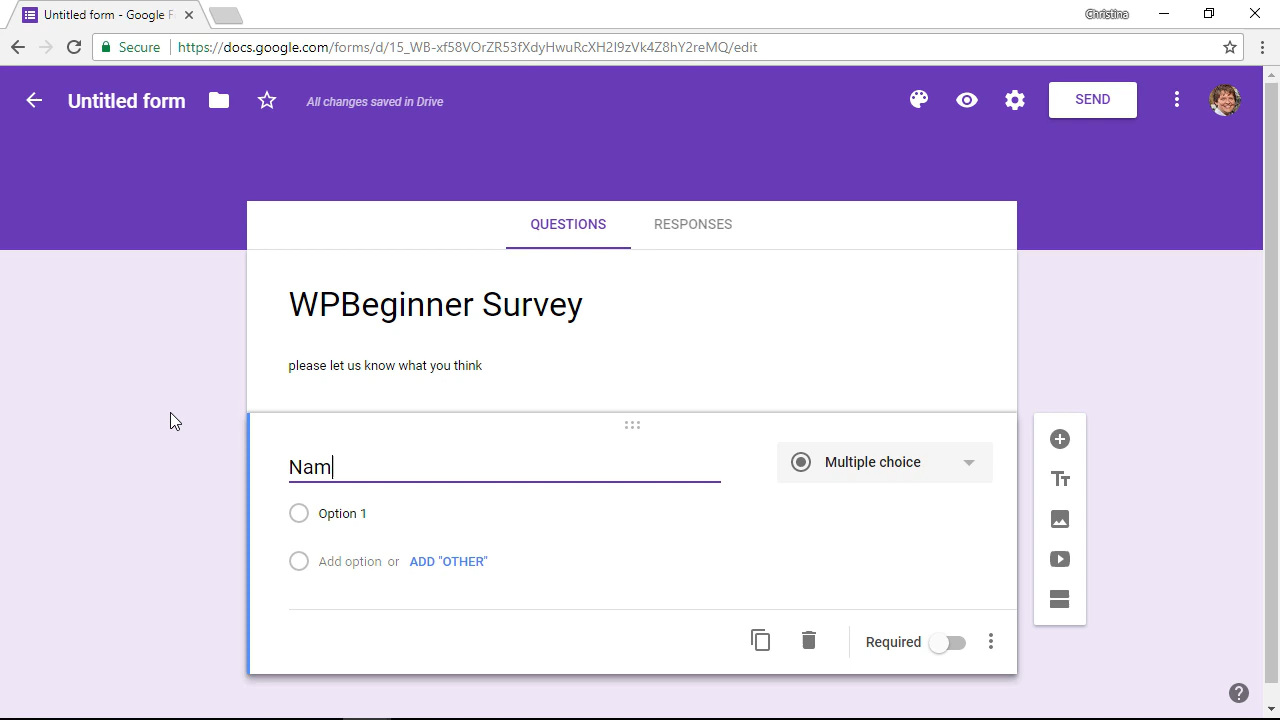 Untitled form - Google F
Christina
Secure
https://docs.google.com/forms/d/15_WB-xf58VOrZR53fXdyHwuRcXH2I9zVk4Z8hY2reMQ/edit
Untitled form
All changes saved in Drive
SEND
QUESTIONS
RESPONSES
WPBeginner Survey
please let us know what you think
Nam
Multiple choice
Option 1
Add option or ADD "OTHER"
Required